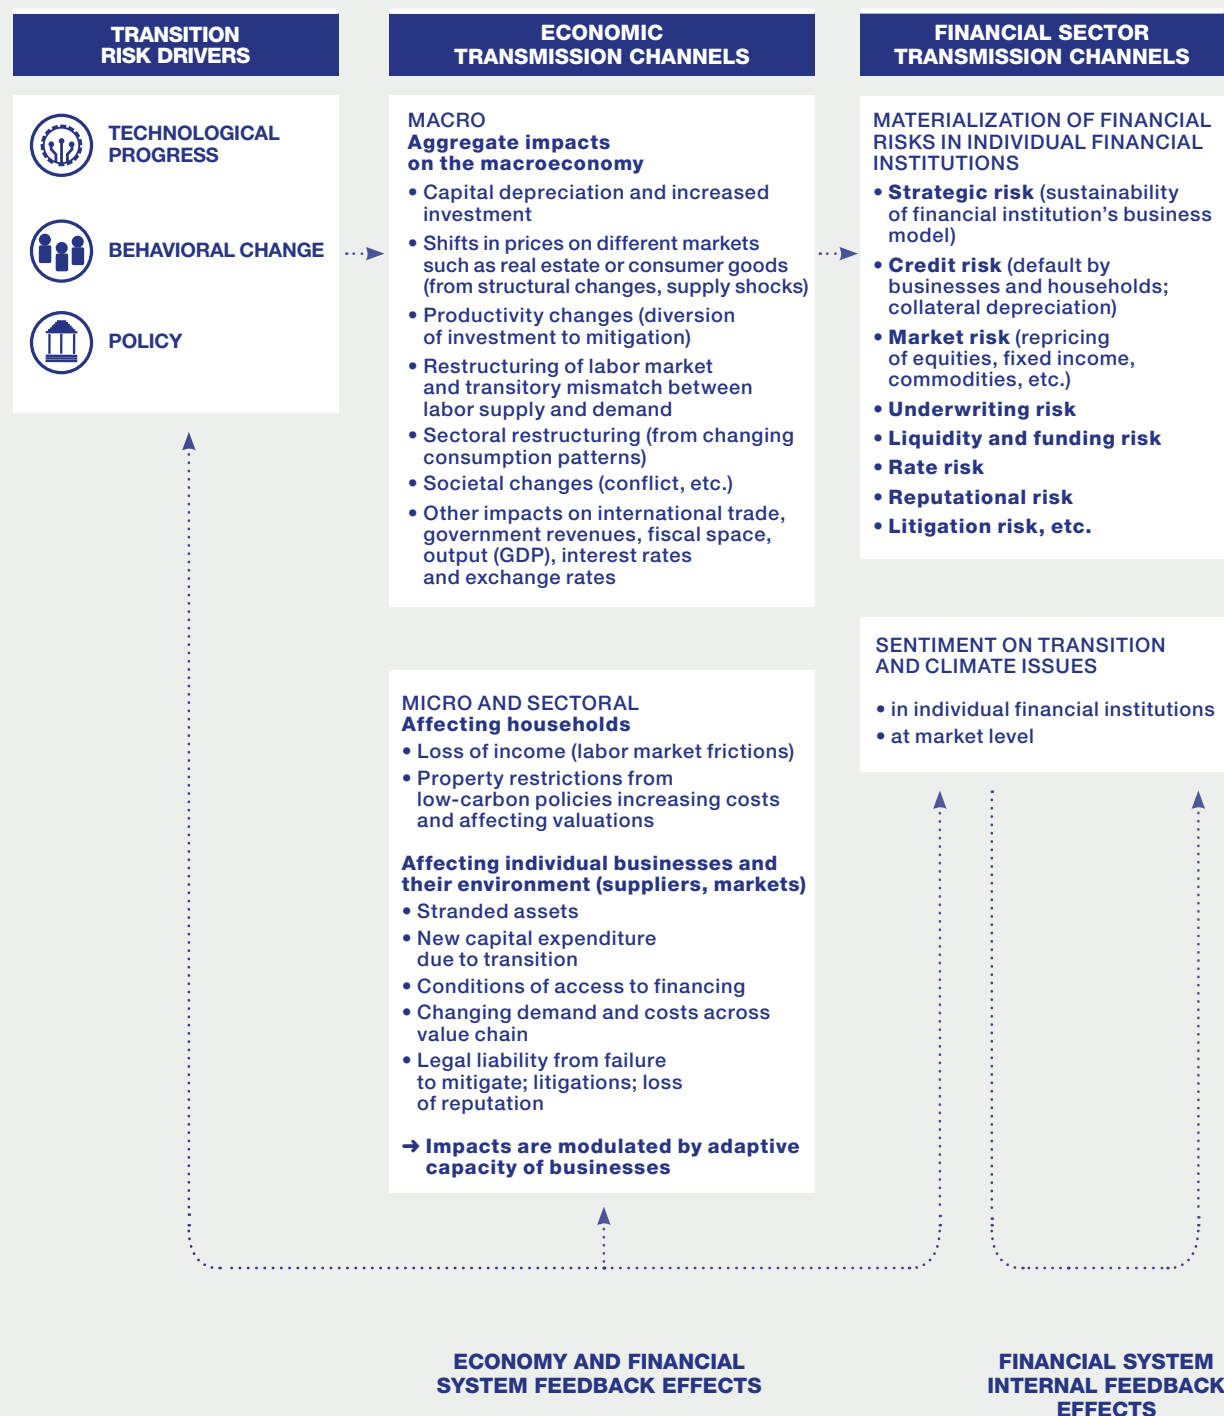 TRANSITION
RISK DRIVERS
TECHNOLOGICAL
PROGRESS
BEHAVIORAL CHANGE
POLICY
ECONOMIC
TRANSMISSION CHANNELS
MACRO
Aggregate impacts
on the macroeconomy
• Capital depreciation and increased
investment
• Shifts in prices on different markets
such as real estate or consumer goods
(from structural changes, supply shocks)
• Productivity changes (diversion
of investment to mitigation)
• Restructuring of labor market
and transitory mismatch between
labor supply and demand
• Sectoral restructuring (from changing
consumption patterns)
• Societal changes (conflict, etc.)
• Other impacts on international trade,
government revenues, fiscal space,
output (GDP), interest rates
and exchange rates
MICRO AND SECTORAL
Affecting households
• Loss of income (labor market frictions)
• Property restrictions from
low-carbon policies increasing costs
and affecting valuations
Affecting individual businesses and
their environment (suppliers, markets)
• Stranded assets
• New capital expenditure
due to transition
• Conditions of access to financing
• Changing demand and costs across
value chain
• Legal liability from failure
to mitigate; litigations; loss
of reputation
➜ Impacts are modulated by adaptive
capacity of businesses
FINANCIAL SECTOR
TRANSMISSION CHANNELS
MATERIALIZATION OF FINANCIAL
RISKS IN INDIVIDUAL FINANCIAL
INSTITUTIONS
• Strategic risk (sustainability
of financial institution's business
model)
• Credit risk (default by
businesses and households;
collateral depreciation)
• Market risk (repricing
of equities, fixed income,
commodities, etc.)
• Underwriting risk
• Liquidity and funding risk
• Rate risk
• Reputational risk
• Litigation risk, etc.
SENTIMENT ON TRANSITION
AND CLIMATE ISSUES
• in individual financial institutions
• at market level
ECONOMY AND FINANCIAL
SYSTEM FEEDBACK EFFECTS
FINANCIAL SYSTEM
INTERNAL FEEDBACK
EFFECTS